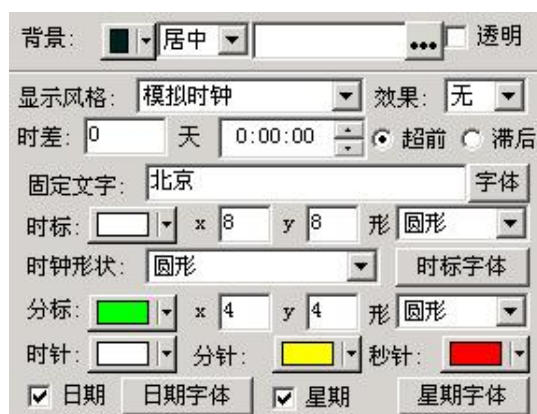 背景: 居中 ... 透明
显示风格: 模拟时钟 效果: 无
时差: 0 天 0:00:00 超前 滞后
固定文字: 北京 字体
时标: x 8 y 8 形 圆形
时钟形状: 圆形 时标字体
分标: x 4 y 4 形 圆形
时针: 分针: 秒针:
日期 日期字体 星期 星期字体